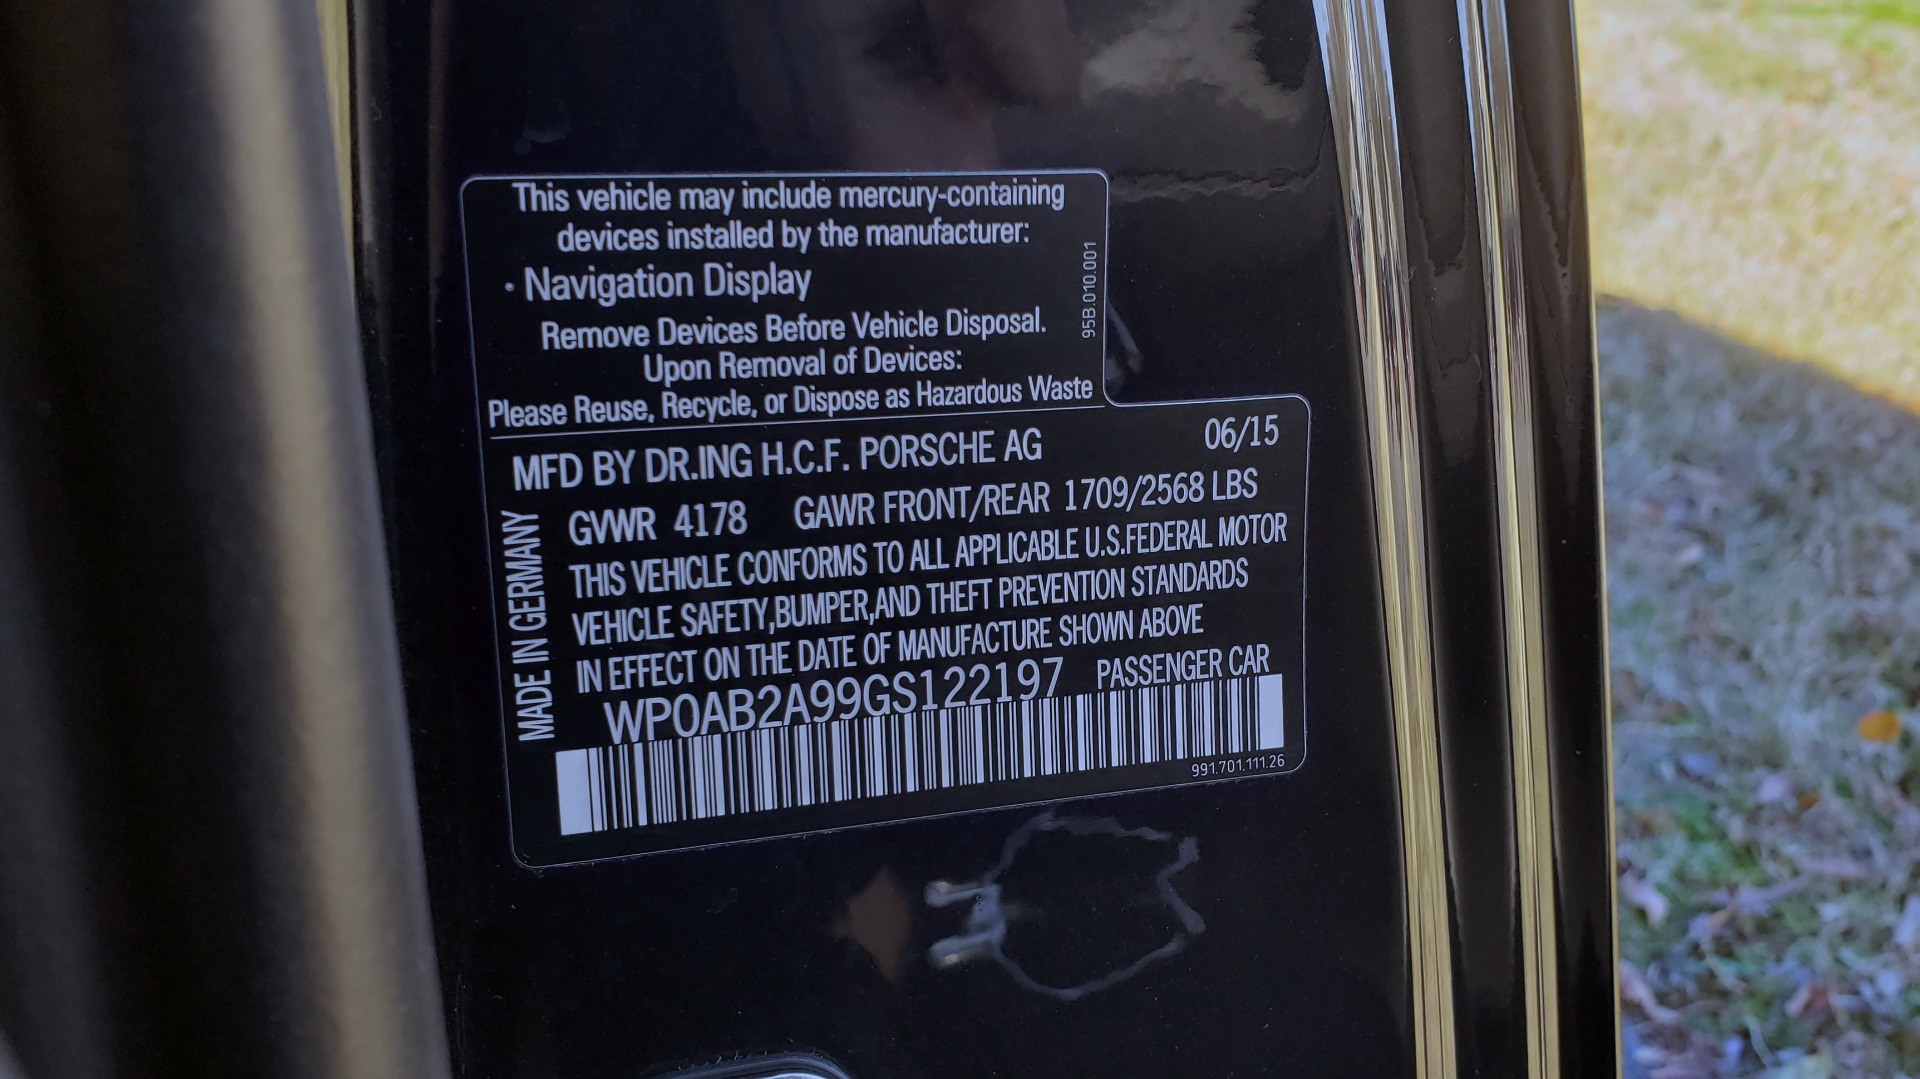 This vehicle may include mercury-containing
devices installed by the manufacturer:
· Navigation Display
Remove Devices Before Vehicle Disposal.
Upon Removal of Devices:
Please Reuse, Recycle, or Dispose as Hazardous Waste
95B.010.001
MFD BY DR.ING H.C.F. PORSCHE AG 06/15
GVWR 4178 GAWR FRONT/REAR 1709/2568 LBS
THIS VEHICLE CONFORMS TO ALL APPLICABLE U.S.FEDERAL MOTOR
VEHICLE SAFETY,BUMPER,AND THEFT PREVENTION STANDARDS
IN EFFECT ON THE DATE OF MANUFACTURE SHOWN ABOVE
WP0AB2A99GS122197 PASSENGER CAR
MADE IN GERMANY
991.701.111.26